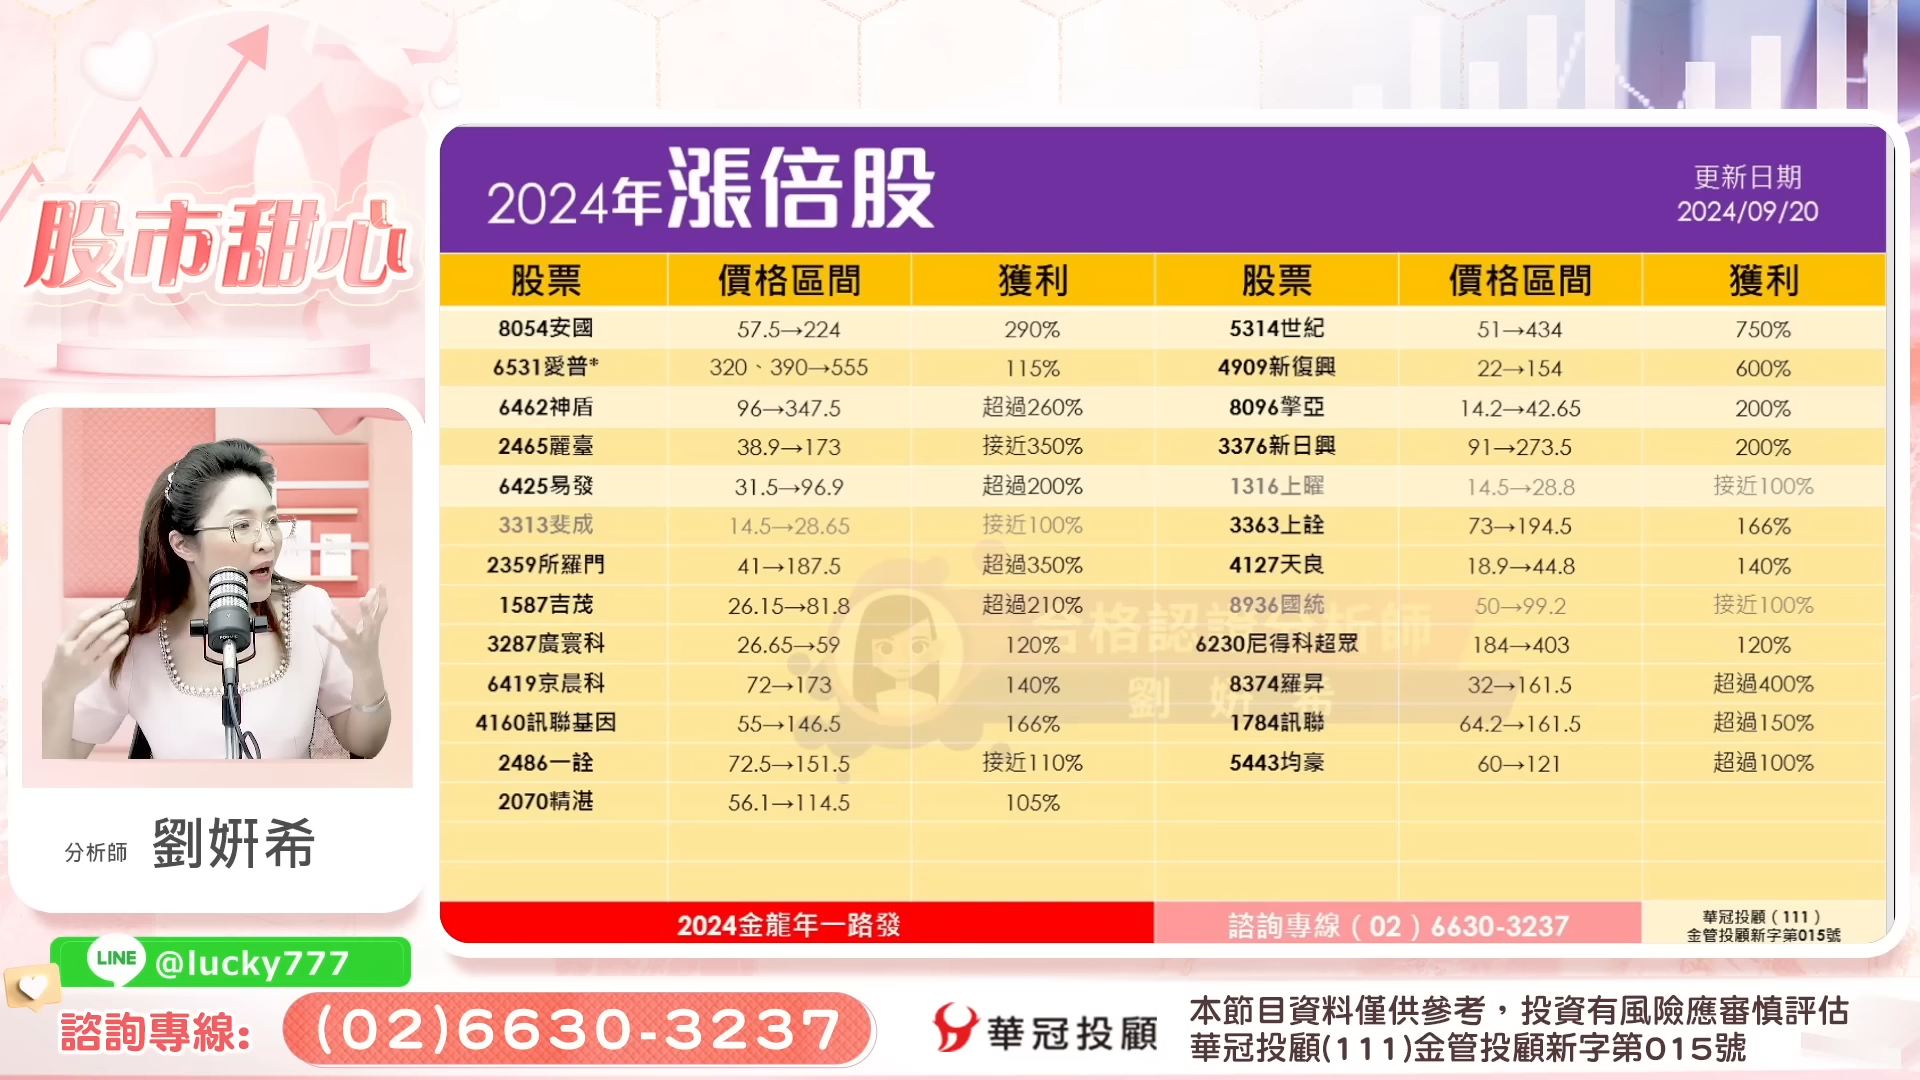 股市甜心
分析師 劉妍希
LINE @lucky777
2024年漲倍股
更新日期
2024/09/20
股票 價格區間 獲利 股票 價格區間 獲利
8054安國 57.5→224 290% 5314世紀 51→434 750%
6531愛普* 320、390→555 115% 4909新復興 22→154 600%
6462神盾 96→347.5 超過260% 8096擎亞 14.2→42.65 200%
2465麗臺 38.9→173 接近350% 3376新日興 91→273.5 200%
6425易發 31.5→96.9 超過200% 1316上曜 14.5→28.8 接近100%
3313斐成 14.5→28.65 接近100% 3363上詮 73→194.5 166%
2359所羅門 41→187.5 超過350% 4127天良 18.9→44.8 140%
1587吉茂 26.15→81.8 超過210% 8936國統 50→99.2 接近100%
3287廣寰科 26.65→59 120% 6230尼得科超眾 184→403 120%
6419京晨科 72→173 140% 8374羅昇 32→161.5 超過400%
4160訊聯基因 55→146.5 166% 1784訊聯 64.2→161.5 超過150%
2486一詮 72.5→151.5 接近110% 5443均豪 60→121 超過100%
2070精湛 56.1→114.5 105%
合格認證分析師
劉妍希
2024金龍年一路發 諮詢專線（02）6630-3237
華冠投顧（111）
金管投顧新字第015號
諮詢專線: (02)6630-3237
華冠投顧
本節目資料僅供參考，投資有風險應審慎評估
華冠投顧(111)金管投顧新字第015號